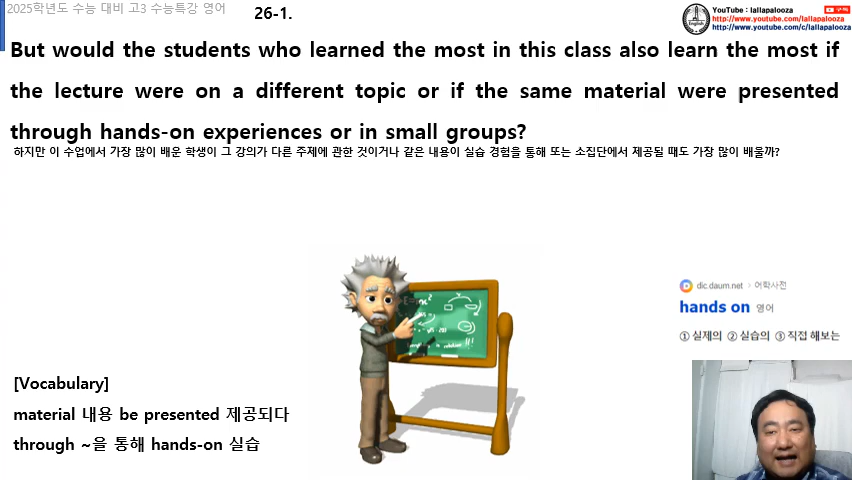 2025학년도 수능 대비 고3 수능특강 영어
26-1.
YouTube : lallapalooza
구독
http://www.youtube.com/lallapalooza
http://www.youtube.com/c/lallapalooza
English
But would the students who learned the most in this class also learn the most if
the lecture were on a different topic or if the same material were presented
through hands-on experiences or in small groups?
하지만 이 수업에서 가장 많이 배운 학생이 그 강의가 다른 주제에 관한 것이거나 같은 내용이 실습 경험을 통해 또는 소집단에서 제공될 때도 가장 많이 배울까?
dic.daum.net > 어학사전
hands on 영어
① 실제의 ② 실습의 ③ 직접 해보는
[Vocabulary]
material 내용 be presented 제공되다
through ~을 통해 hands-on 실습